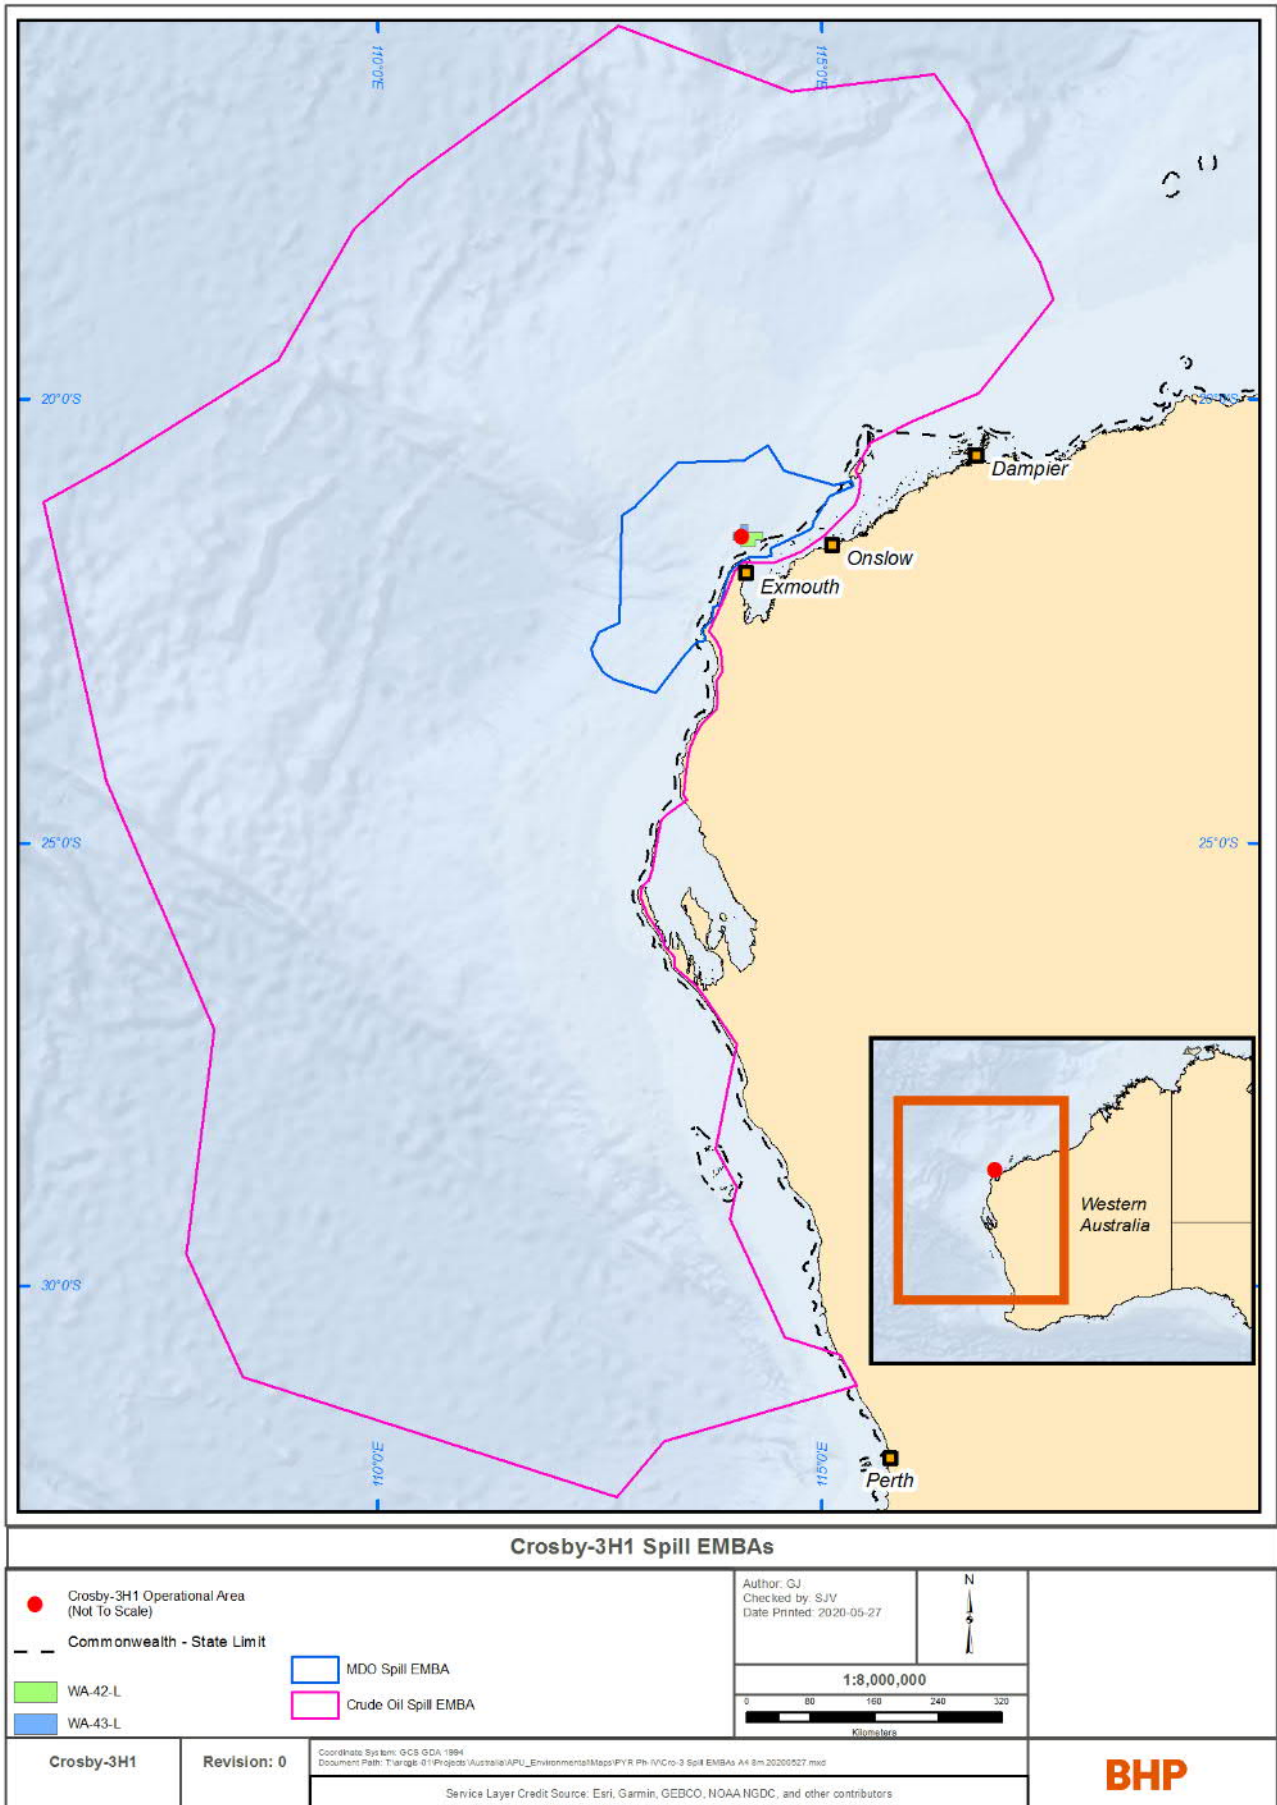 110°0'E
115°0'E
20°0'S
20°0'S
Dampier
Onslow
Exmouth
25°0'S
25°0'S
Western
Australia
30°0'S
110°0'E
115°0'E
Perth
Crosby-3H1 Spill EMBAs
Crosby-3H1 Operational Area
(Not To Scale)
Commonwealth - State Limit
WA-42-L
WA-43-L
MDO Spill EMBA
Crude Oil Spill EMBA
Author: GJ
Checked by: SJV
Date Printed: 2020-05-27
N
1:8,000,000
0 80 160 240 320
Kilometers
Crosby-3H1
Revision: 0
Coordinate System: GCS GDA 1994
Service Layer Credit Source: Esri, Garmin, GEBCO, NOAA NGDC, and other contributors
BHP